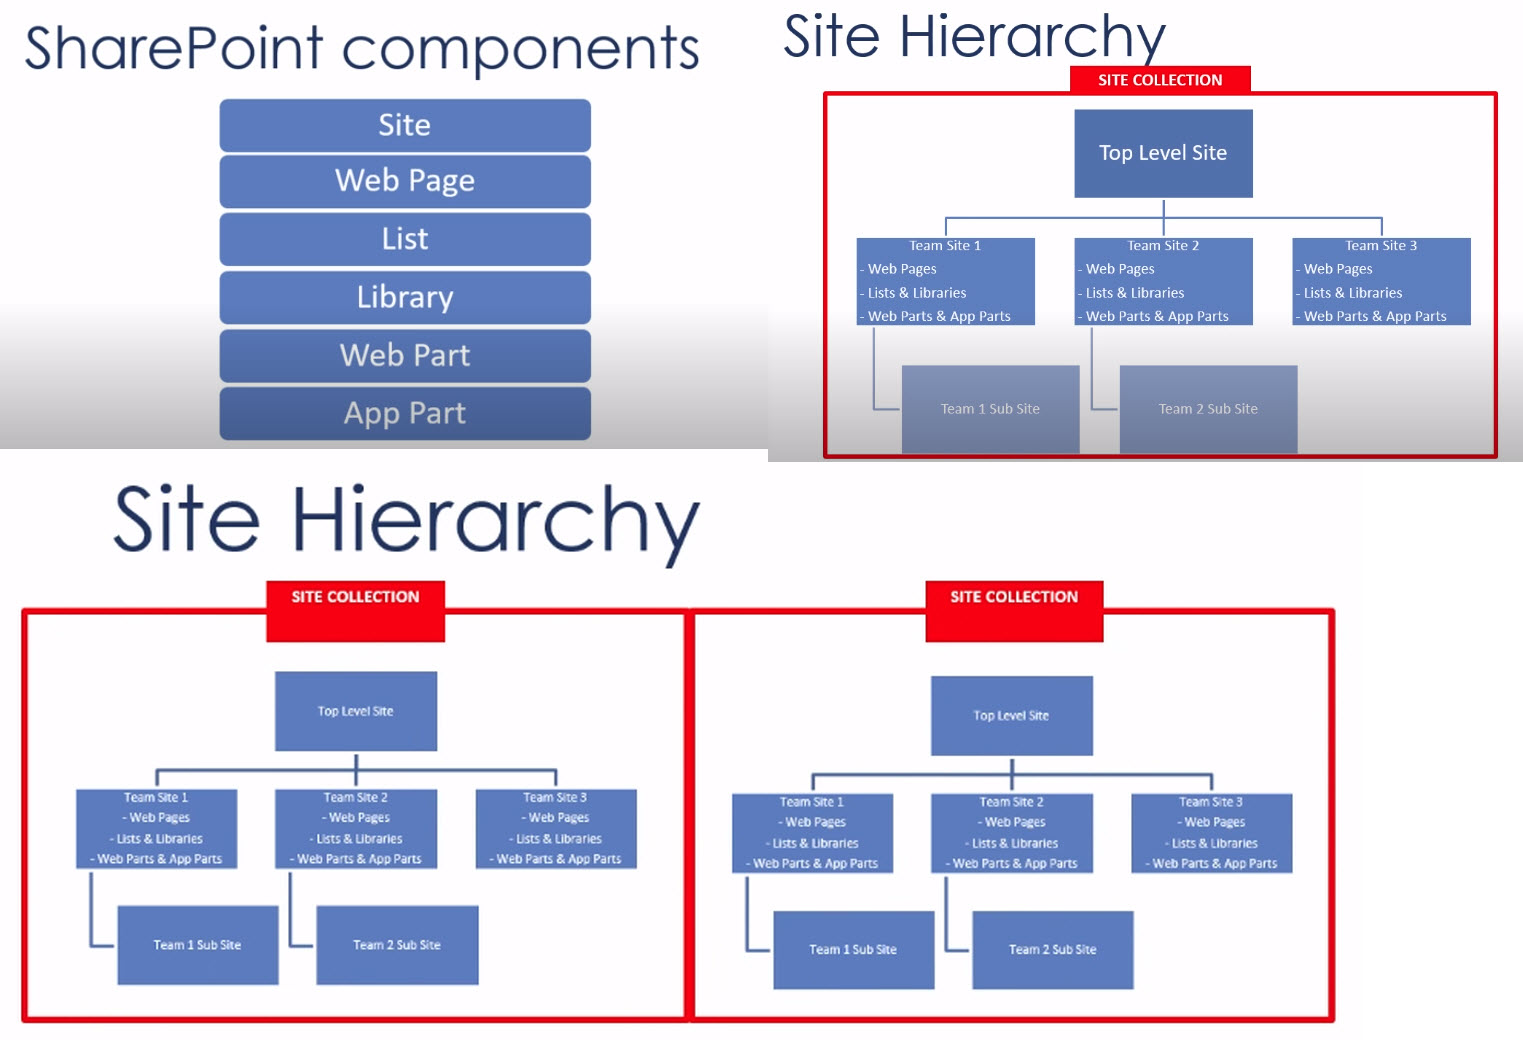 SharePoint components
Site
Web Page
List
Library
Web Part
App Part
Site Hierarchy
SITE COLLECTION
Top Level Site
Team Site 1
- Web Pages
- Lists & Libraries
- Web Parts & App Parts
Team Site 2
- Web Pages
- Lists & Libraries
- Web Parts & App Parts
Team Site 3
- Web Pages
- Lists & Libraries
- Web Parts & App Parts
Team 1 Sub Site
Team 2 Sub Site
Site Hierarchy
SITE COLLECTION
Top Level Site
Team Site 1
- Web Pages
- Lists & Libraries
- Web Parts & App Parts
Team Site 2
- Web Pages
- Lists & Libraries
- Web Parts & App Parts
Team Site 3
- Web Pages
- Lists & Libraries
- Web Parts & App Parts
Team 1 Sub Site
Team 2 Sub Site
SITE COLLECTION
Top Level Site
Team Site 1
- Web Pages
- Lists & Libraries
- Web Parts & App Parts
Team Site 2
- Web Pages
- Lists & Libraries
- Web Parts & App Parts
Team Site 3
- Web Pages
- Lists & Libraries
- Web Parts & App Parts
Team 1 Sub Site
Team 2 Sub Site